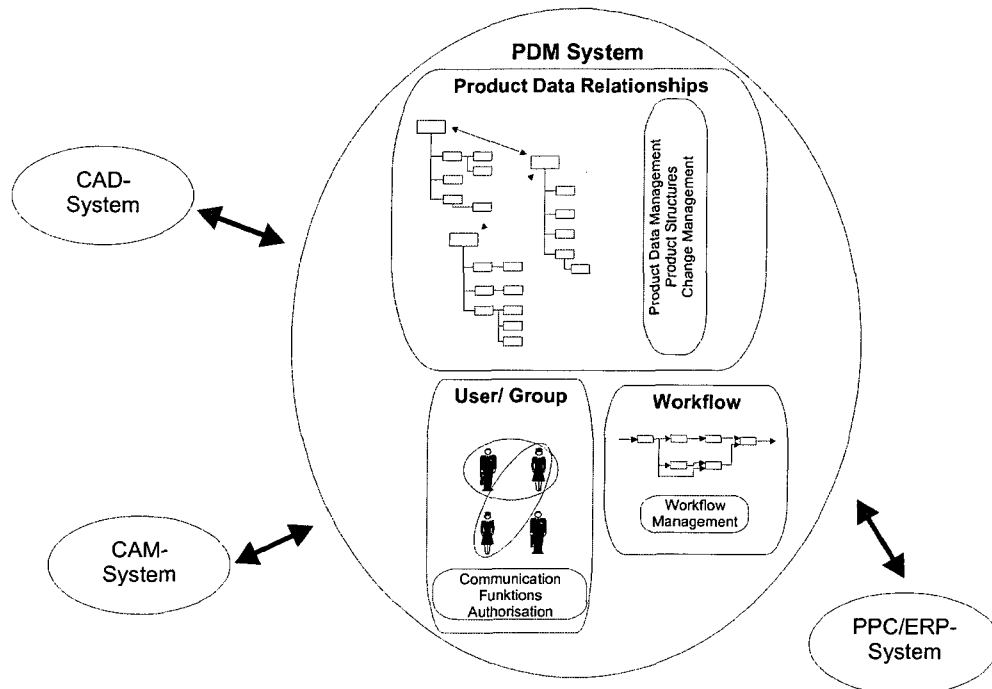 PDM System
Product Data Relationships
Product Data Management
Product Structures
Change Management
CAD-
System
User/ Group
Workflow
Workflow
Management
CAM-
System
Communication
Funktions
Authorisation
PPC/ERP-
System